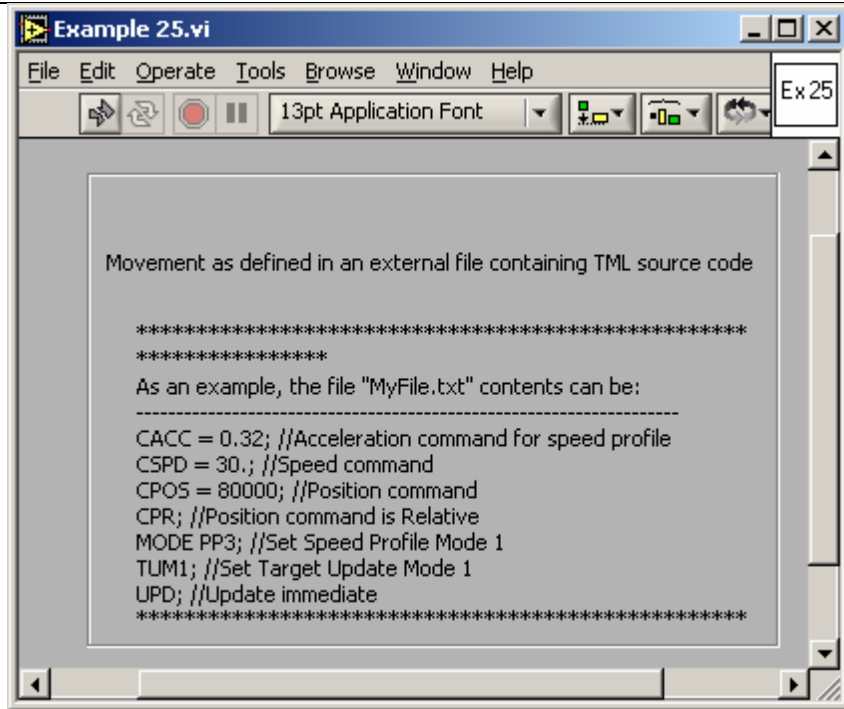 Example 25.vi
File Edit Operate Tools Browse Window Help
Ex 25
13pt Application Font
Movement as defined in an external file containing TML source code
***************************************************
****************
As an example, the file "MyFile.txt" contents can be:
--------------------------------------------------------------------
CACC = 0.32; //Acceleration command for speed profile
CSPD = 30.; //Speed command
CPOS = 80000; //Position command
CPR; //Position command is Relative
MODE PP3; //Set Speed Profile Mode 1
TUM1; //Set Target Update Mode 1
UPD; //Update immediate
***************************************************